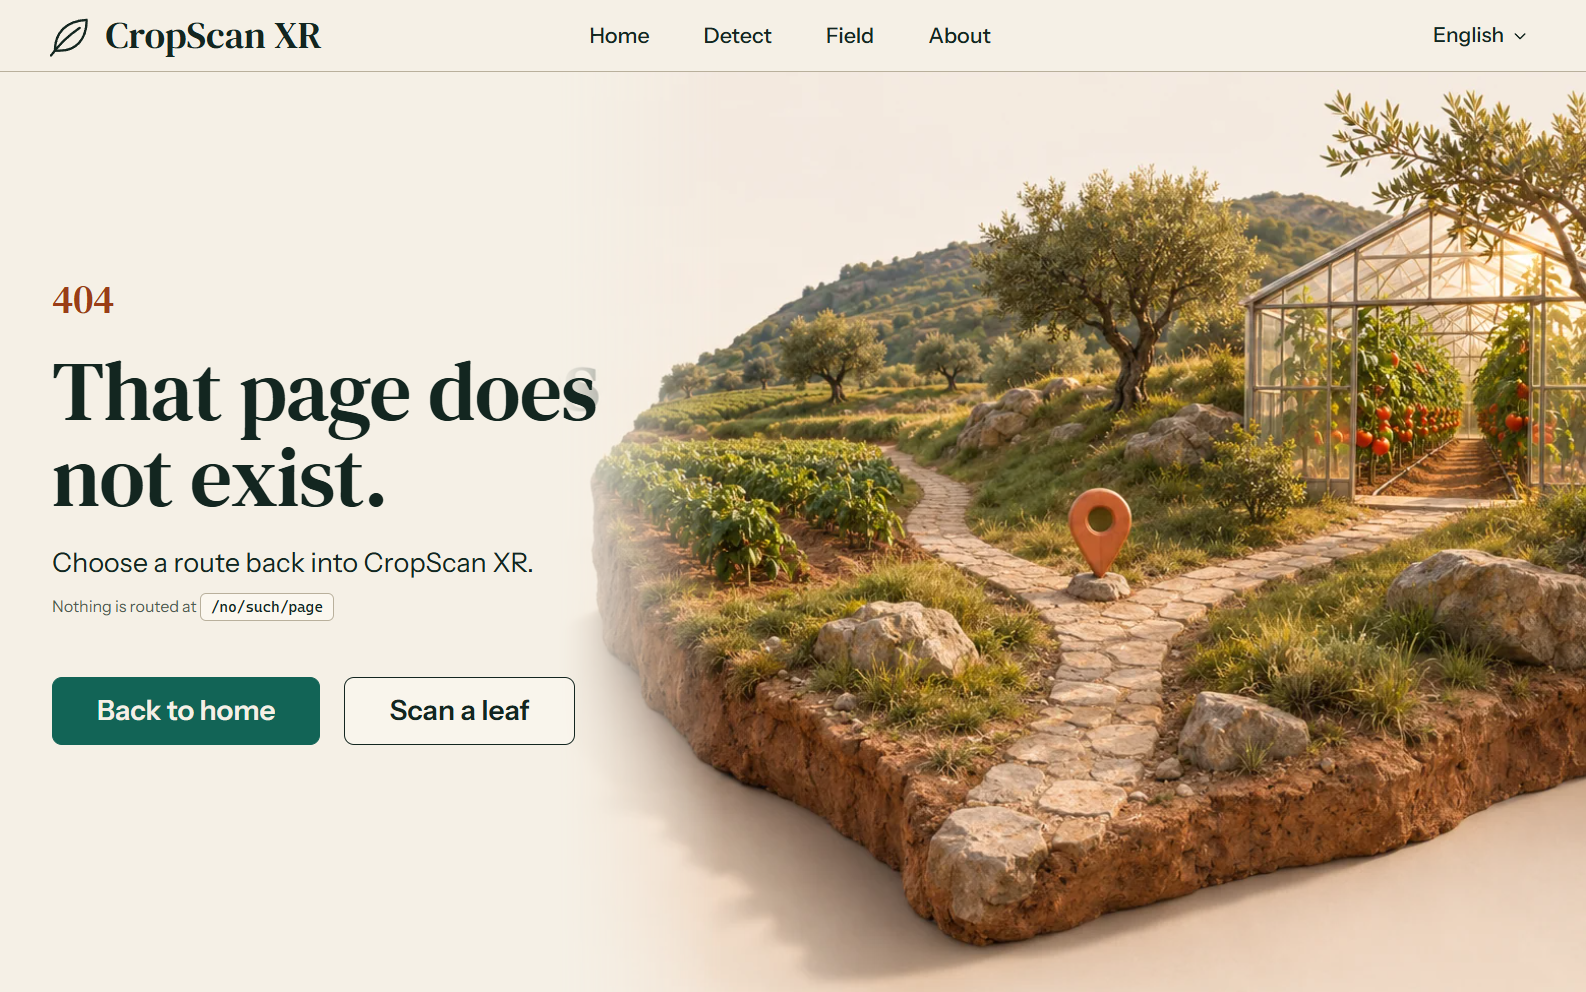 CropScan XR
Home
Detect
Field
About
English
404
That page does
not exist.
Choose a route back into CropScan XR.
Nothing is routed at /no/such/page
Back to home
Scan a leaf